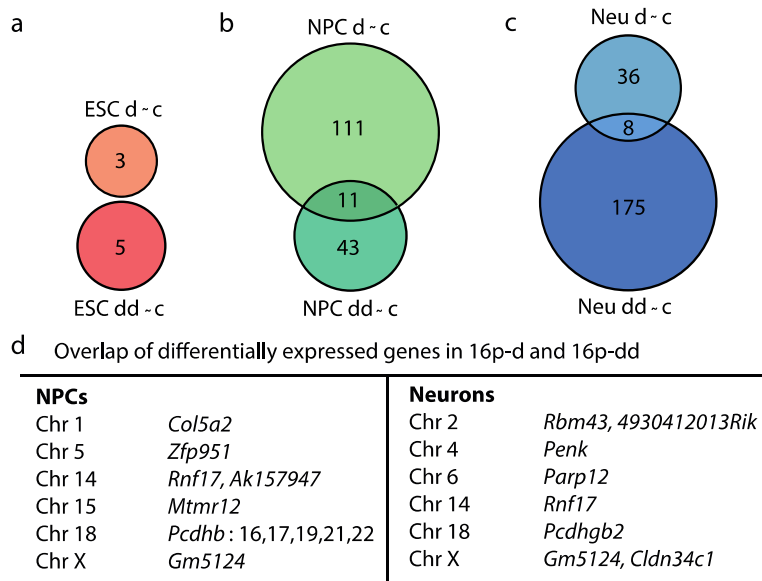 a
b
c
ESC d ~ c
3
5
ESC dd ~ c
NPC d ~ c
111
11
43
NPC dd ~ c
Neu d ~ c
36
8
175
Neu dd ~ c
d Overlap of differentially expressed genes in 16p-d and 16p-dd
NPCs
Chr 1 Col5a2
Chr 5 Zfp951
Chr 14 Rnf17, Ak157947
Chr 15 Mtmr12
Chr 18 Pcdhb : 16,17,19,21,22
Chr X Gm5124
Neurons
Chr 2 Rbm43, 4930412013Rik
Chr 4 Penk
Chr 6 Parp12
Chr 14 Rnf17
Chr 18 Pcdhgb2
Chr X Gm5124, Cldn34c1